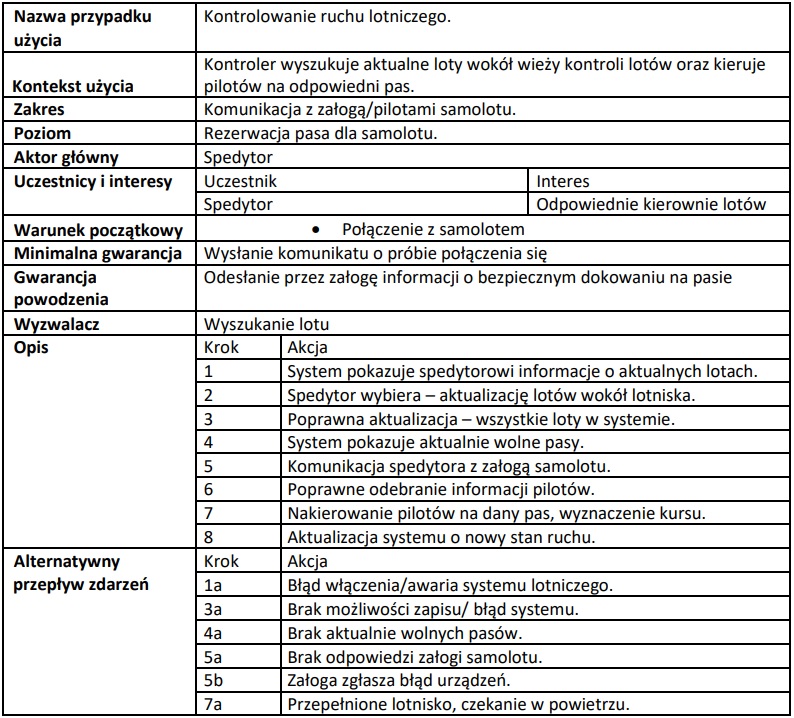 Nazwa przypadku
użycia
Kontrolowanie ruchu lotniczego.
Kontekst użycia
Kontroler wyszukuje aktualne loty wokół wieży kontroli lotów oraz kieruje
pilotów na odpowiedni pas.
Zakres
Komunikacja z załogą/pilotami samolotu.
Poziom
Rezerwacja pasa dla samolotu.
Aktor główny
Spedytor
Uczestnicy i interesy
Uczestnik
Interes
Spedytor
Odpowiednie kierownie lotów
Warunek początkowy
• Połączenie z samolotem
Minimalna gwarancja
Wysłanie komunikatu o próbie połączenia się
Gwarancja
powodzenia
Odesłanie przez załogę informacji o bezpiecznym dokowaniu na pasie
Wyzwalacz
Wyszukanie lotu
Opis
Krok
Akcja
1
System pokazuje spedytorowi informacje o aktualnych lotach.
2
Spedytor wybiera – aktualizację lotów wokół lotniska.
3
Poprawna aktualizacja – wszystkie loty w systemie.
4
System pokazuje aktualnie wolne pasy.
5
Komunikacja spedytora z załogą samolotu.
6
Poprawne odebranie informacji pilotów.
7
Nakierowanie pilotów na dany pas, wyznaczenie kursu.
8
Aktualizacja systemu o nowy stan ruchu.
Alternatywny
przepływ zdarzeń
Krok
Akcja
1a
Błąd włączenia/awaria systemu lotniczego.
3a
Brak możliwości zapisu/ błąd systemu.
4a
Brak aktualnie wolnych pasów.
5a
Brak odpowiedzi załogi samolotu.
5b
Załoga zgłasza błąd urządzeń.
7a
Przepełnione lotnisko, czekanie w powietrzu.